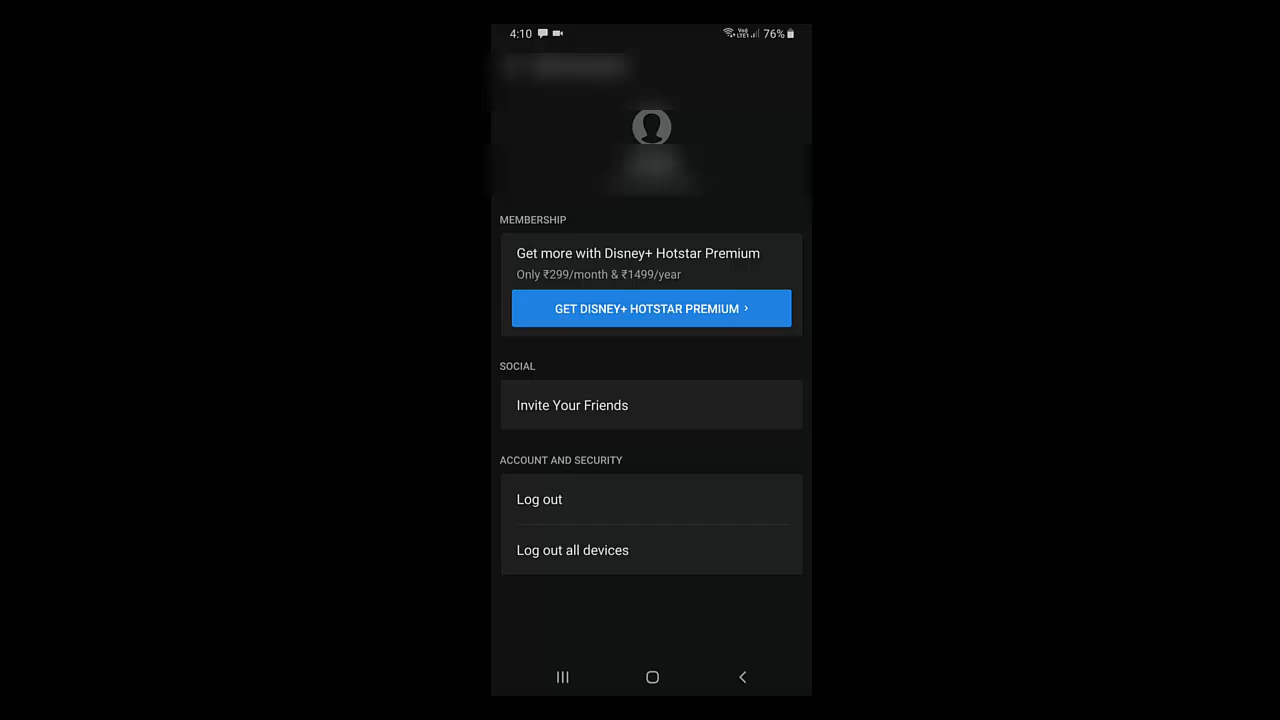 4:10 76%
MEMBERSHIP
Get more with Disney+ Hotstar Premium
Only ₹299/month & ₹1499/year
GET DISNEY+ HOTSTAR PREMIUM ›
SOCIAL
Invite Your Friends
ACCOUNT AND SECURITY
Log out
Log out all devices